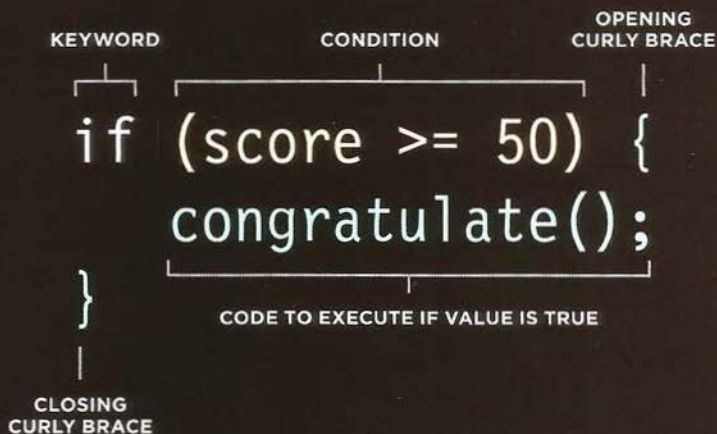 OPENING
KEYWORD CONDITION CURLY BRACE
if (score >= 50) {
congratulate();
}
CODE TO EXECUTE IF VALUE IS TRUE
CLOSING
CURLY BRACE